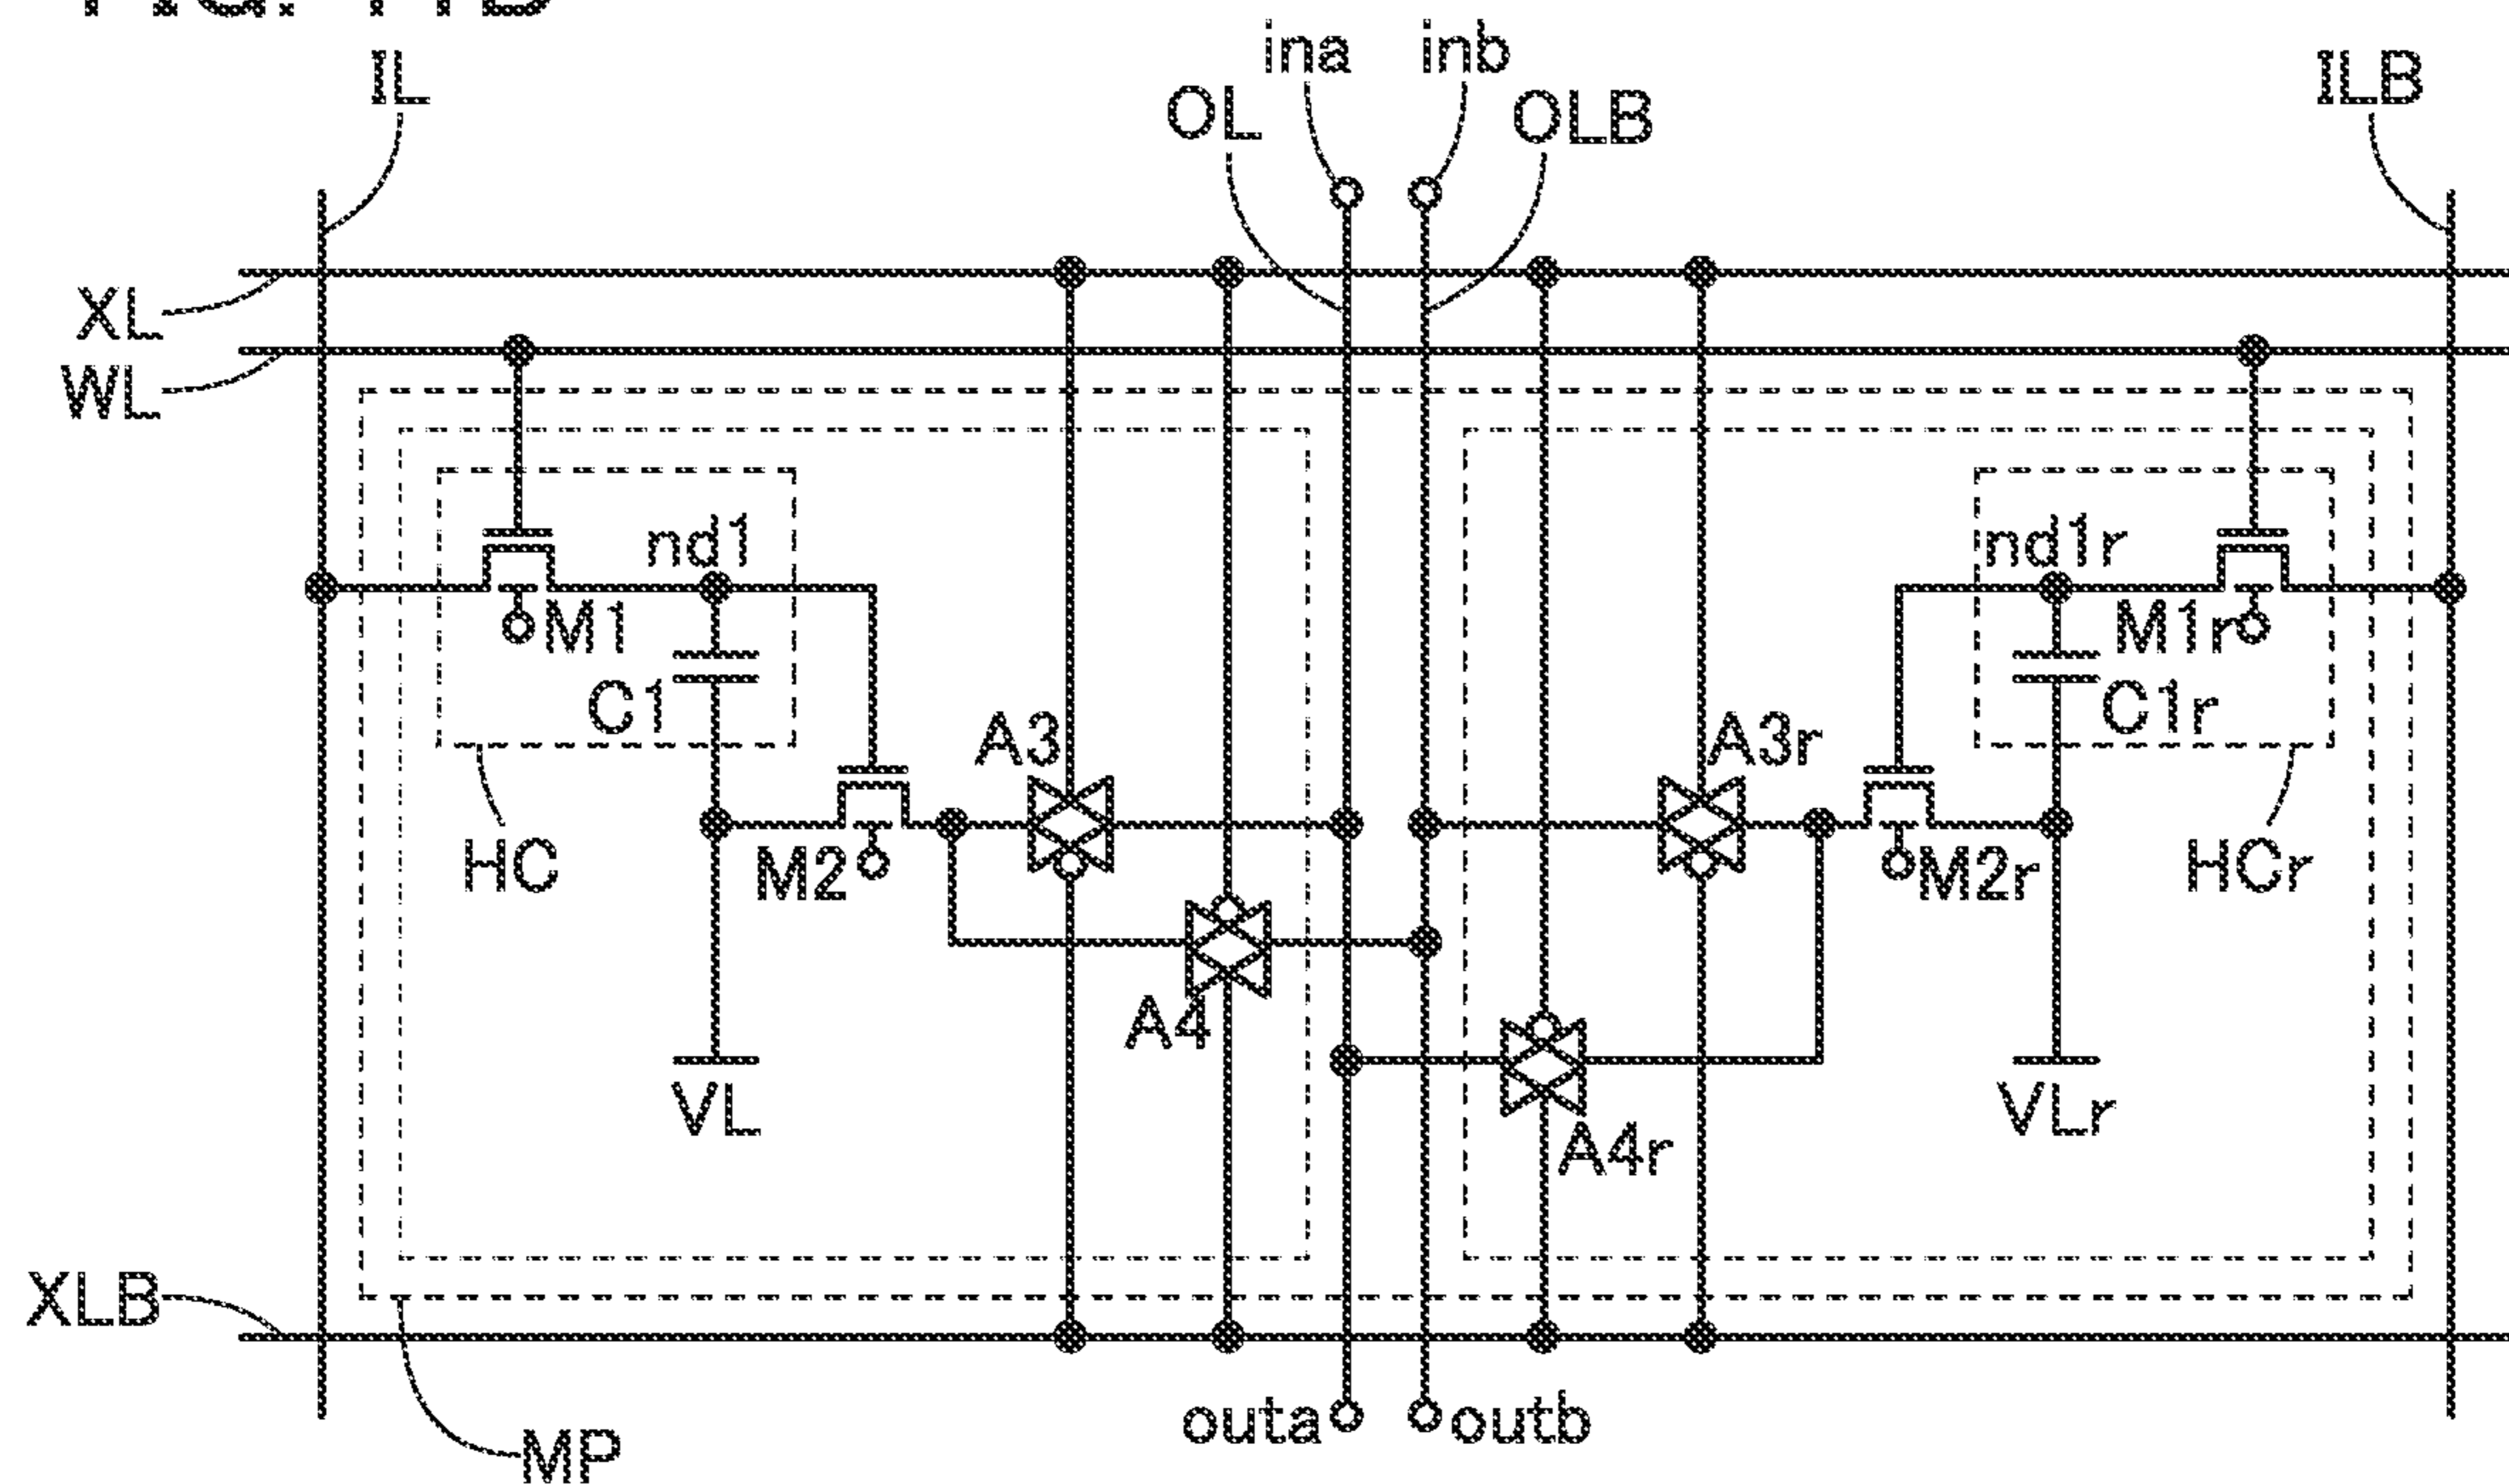 IL
ina
inb
OL
OLB
ILB
XL
WL
nd1
nd1r
M1
M1r
C1
C1r
A3
A3r
HC
M2
M2r
HCr
A4
VL
VLr
A4r
XLB
outa
outb
MP